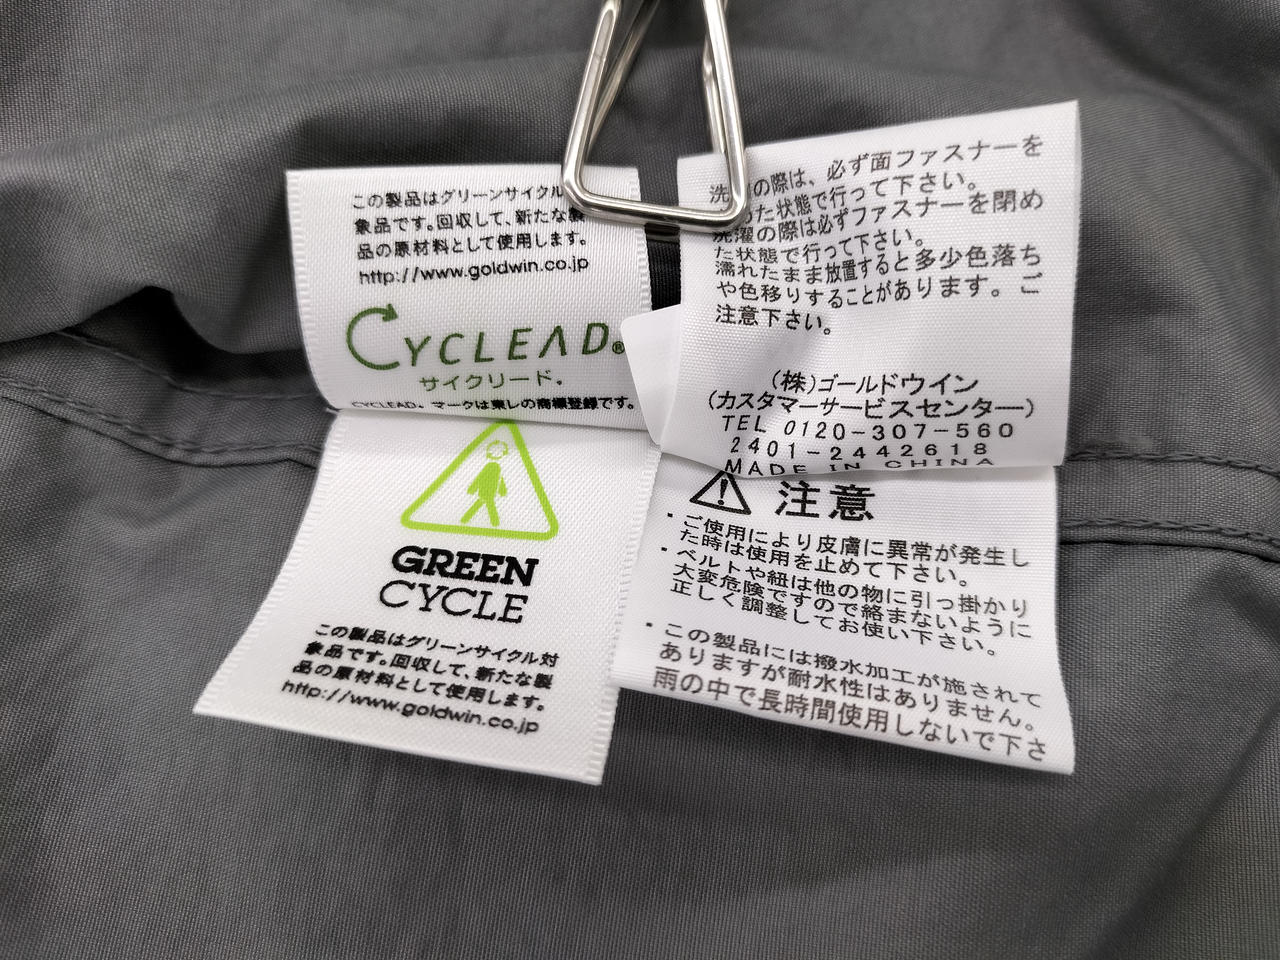 この製品はグリーンサイクル
象品です。回収して、新たな製
品の原材料として使用します。
http://www.goldwin.co.jp
CYCLEAD®
サイクリード®
CYCLEAD® マークは東レの商標登録です。
GREEN
CYCLE
この製品はグリーンサイクル対
象品です。回収して、新たな製
品の原材料として使用します。
http://www.goldwin.co.jp
洗 の際は、必ず面ファスナーを
た状態で行って下さい。
洗濯の際は必ずファスナーを閉め
た状態で行って下さい。
濡れたまま放置すると多少色落ち
や色移りすることがあります。ご
注意下さい。
(株)ゴールドウイン
(カスタマーサービスセンター)
TEL 0120-307-560
2401-2442618
MADE IN CHINA
注意
・ご使用により皮膚に異常が発生し
た時は使用を止めて下さい。
・ベルトや紐は他の物に引っ掛かり
大変危険ですので絡まないように
正しく調整してお使い下さい。
・この製品には撥水加工が施されて
ありますが耐水性はありません。
雨の中で長時間使用しないで下さ